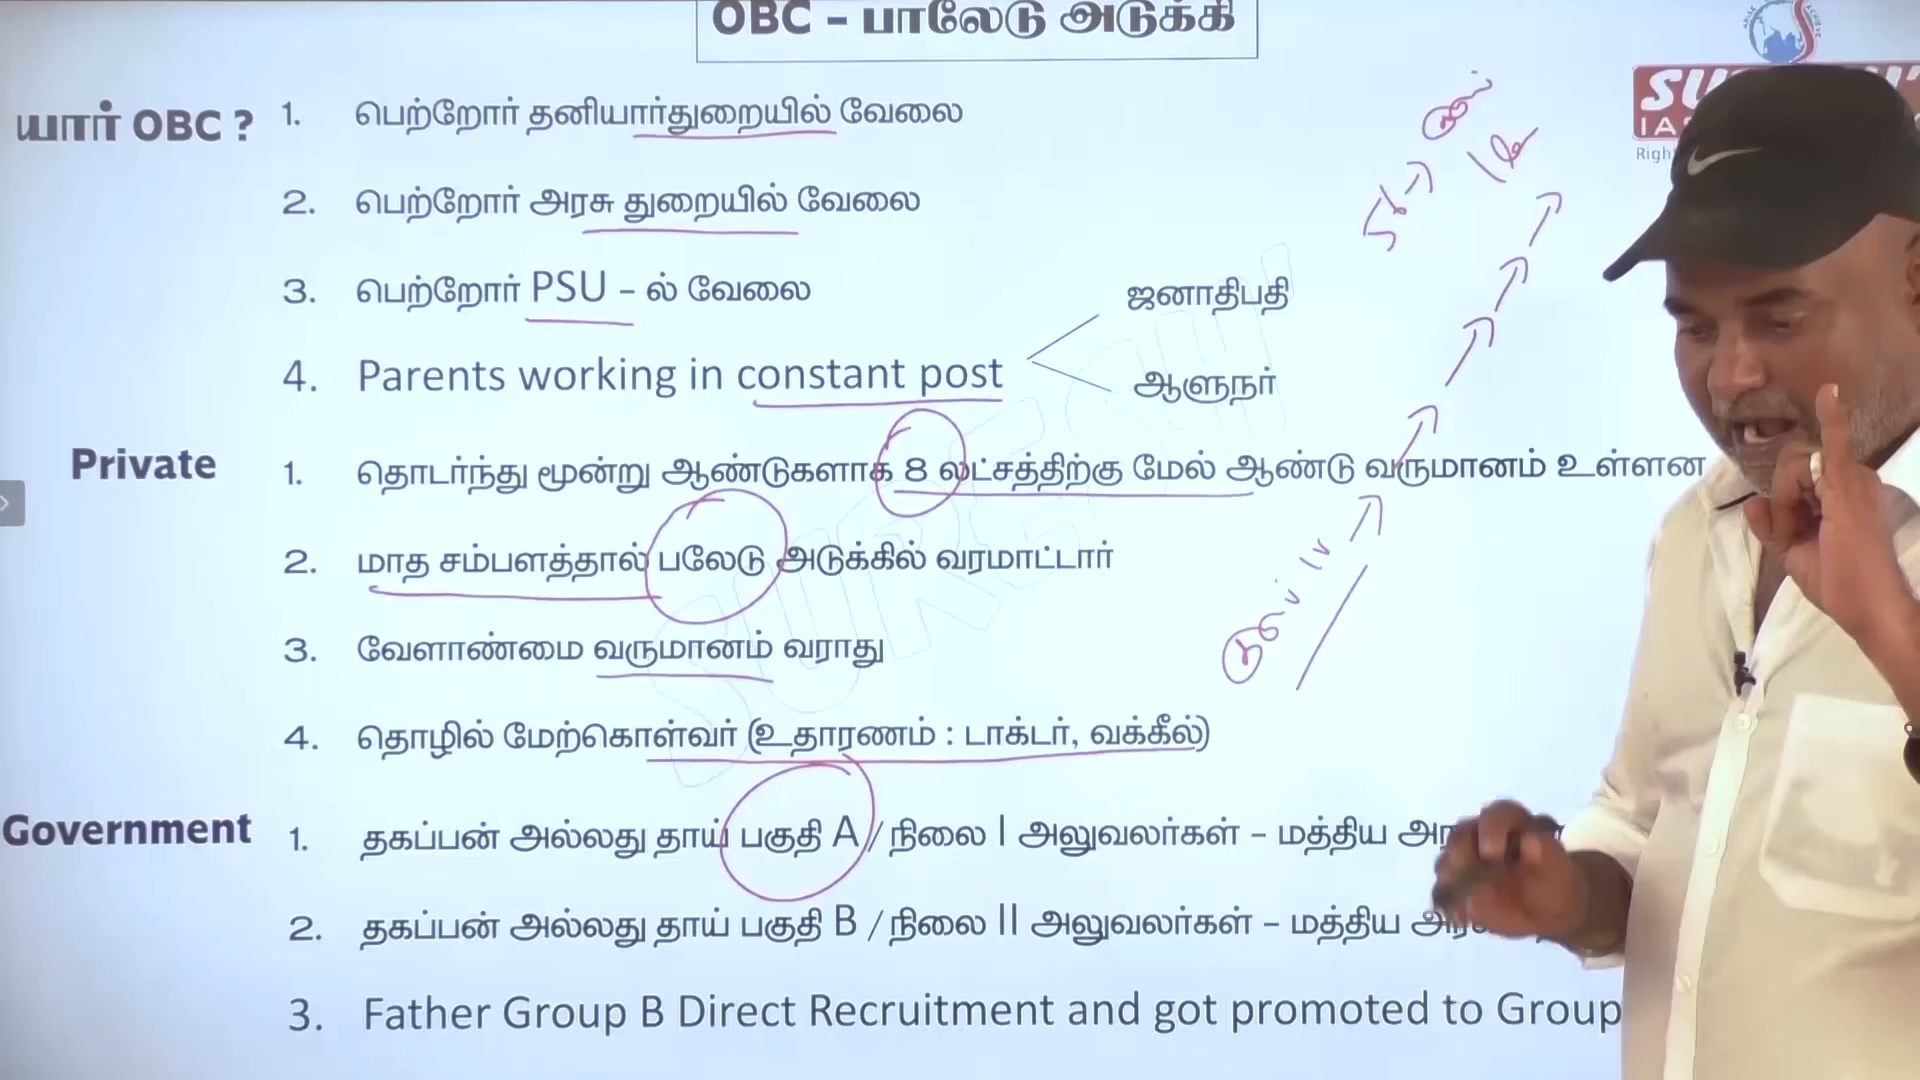 OBC – பாலேடு அடுக்கி
யார் OBC ?
1. பெற்றோர் தனியார்துறையில் வேலை
2. பெற்றோர் அரசு துறையில் வேலை
3. பெற்றோர் PSU – ல் வேலை
4. Parents working in constant post
ஜனாதிபதி
ஆளுநர்
Private
1. தொடர்ந்து மூன்று ஆண்டுகளாக 8 லட்சத்திற்கு மேல் ஆண்டு வருமானம் உள்ளன
2. மாத சம்பளத்தால் பலேடு அடுக்கில் வரமாட்டார்
3. வேளாண்மை வருமானம் வராது
4. தொழில் மேற்கொள்வர் (உதாரணம் : டாக்டர், வக்கீல்)
Government
1. தகப்பன் அல்லது தாய் பகுதி A / நிலை I அலுவலர்கள் – மத்திய
2. தகப்பன் அல்லது தாய் பகுதி B / நிலை II அலுவலர்கள் – மத்திய
3. Father Group B Direct Recruitment and got promoted to Group
SU
IA
Righ
SURESH